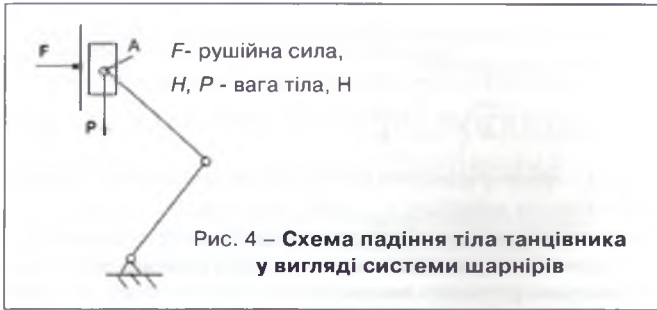 F
A
P
F- рушійна сила,
H, P - вага тіла, Н
Рис. 4 – Схема падіння тіла танцівника
у вигляді системи шарнірів